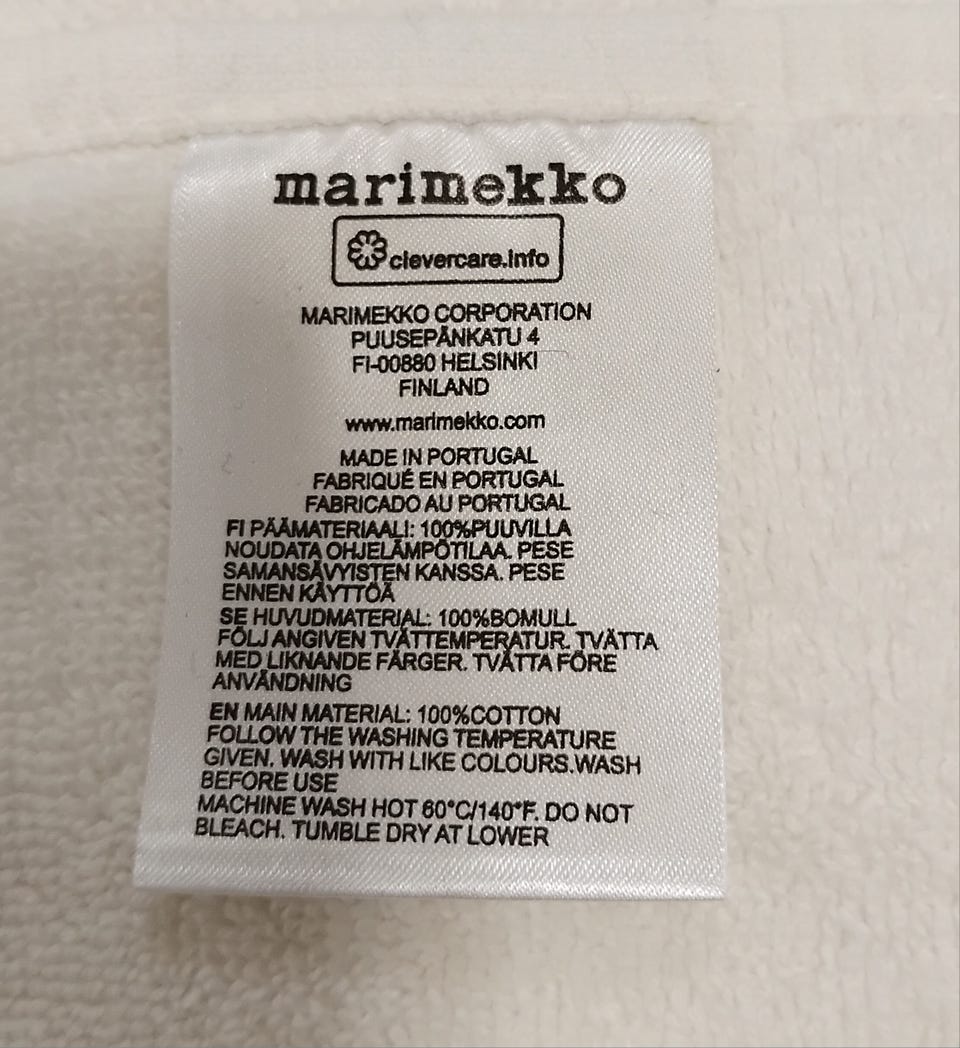 marimekko
clevercare.info
MARIMEKKO CORPORATION
PUUSEPÄNKATU 4
FI-00880 HELSINKI
FINLAND
www.marimekko.com
MADE IN PORTUGAL
FABRIQUÉ EN PORTUGAL
FABRICADO AU PORTUGAL
FI PÄÄMATERIAALI: 100%PUUVILLA
NOUDATA OHJELÄMPÖTILAA. PESE
SAMANSÄVYISTEN KANSSA. PESE
ENNEN KÄYTTÖÄ
SE HUVUDMATERIAL: 100%BOMULL
FÖLJ ANGIVEN TVÄTTEMPERATUR. TVÄTTA
MED LIKNANDE FÄRGER. TVÄTTA FÖRE
ANVÄNDNING
EN MAIN MATERIAL: 100%COTTON
FOLLOW THE WASHING TEMPERATURE
GIVEN. WASH WITH LIKE COLOURS.WASH
BEFORE USE
MACHINE WASH HOT 60°C/140°F. DO NOT
BLEACH. TUMBLE DRY AT LOWER